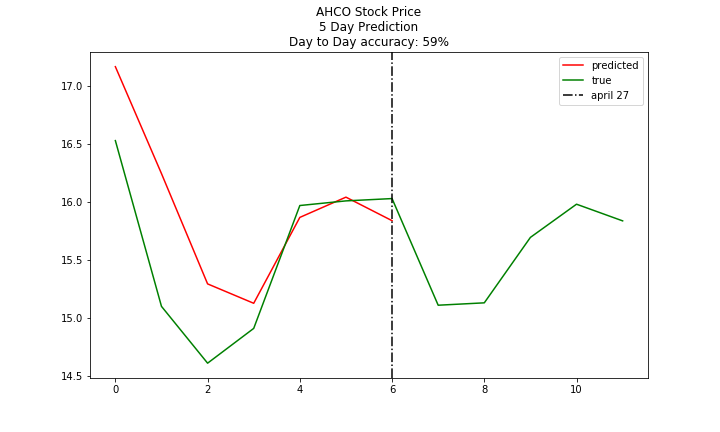 AHCO Stock Price
5 Day Prediction
Day to Day accuracy: 59%
predicted
true
april 27
17.0
16.5
16.0
15.5
15.0
14.5
0
2
4
6
8
10